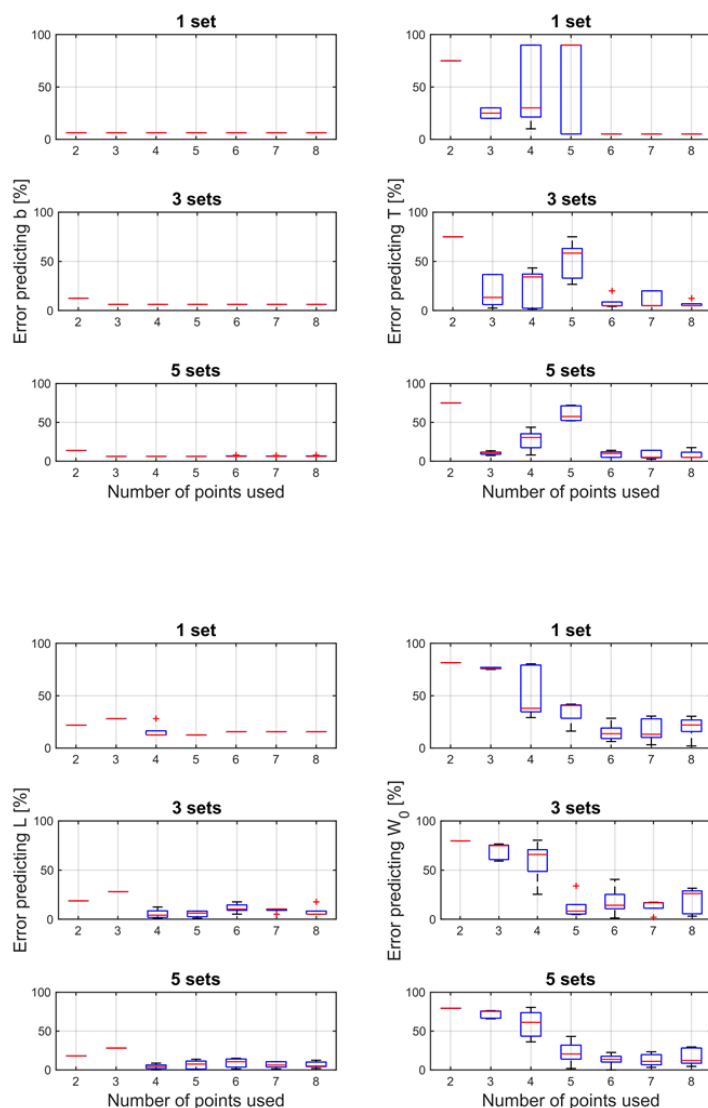 1 set
100
50
0
2 3 4 5 6 7 8
3 sets
100
50
0
2 3 4 5 6 7 8
5 sets
100
50
0
2 3 4 5 6 7 8
Error predicting b [%]
Number of points used
1 set
100
50
0
2 3 4 5 6 7 8
3 sets
100
50
0
2 3 4 5 6 7 8
5 sets
100
50
0
2 3 4 5 6 7 8
Error predicting T [%]
Number of points used
1 set
100
50
0
2 3 4 5 6 7 8
3 sets
100
50
0
2 3 4 5 6 7 8
5 sets
100
50
0
2 3 4 5 6 7 8
Error predicting L [%]
Number of points used
1 set
100
50
0
2 3 4 5 6 7 8
3 sets
100
50
0
2 3 4 5 6 7 8
5 sets
100
50
0
2 3 4 5 6 7 8
Error predicting W₀ [%]
Number of points used